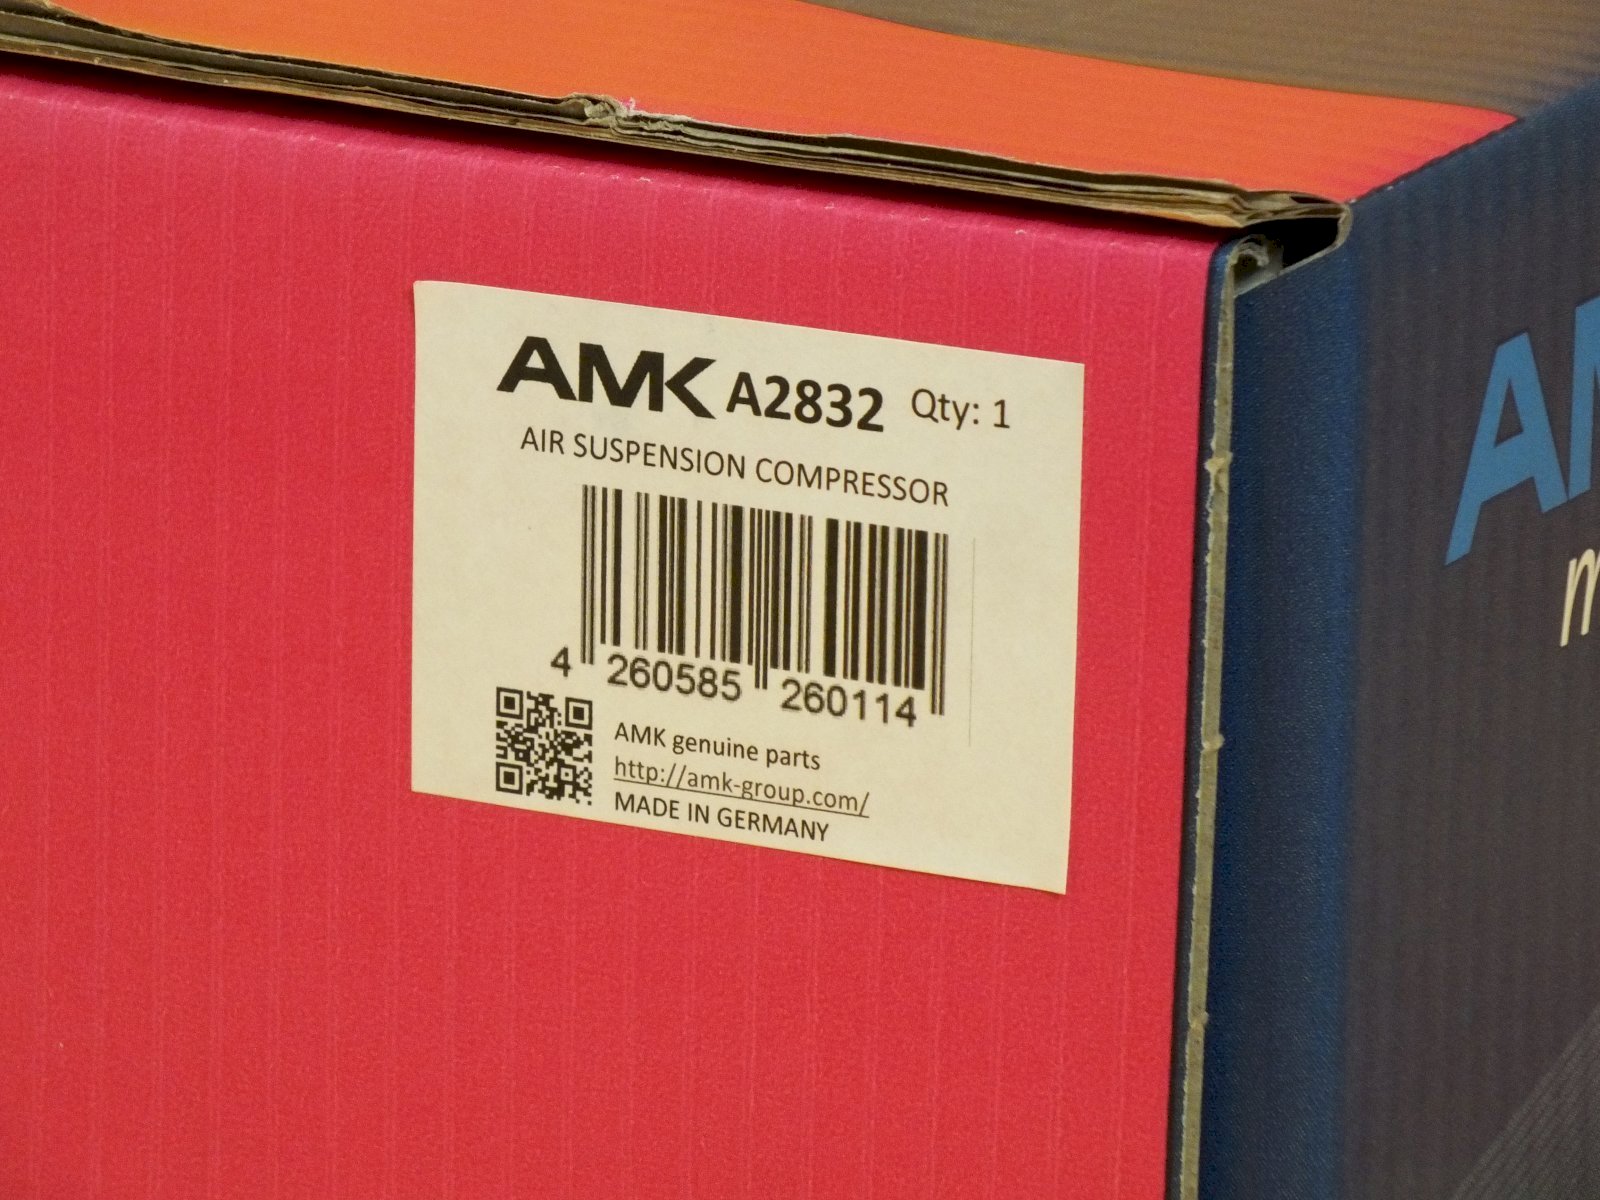 AMK A2832 Qty: 1
AIR SUSPENSION COMPRESSOR
4 260585 260114
AMK genuine parts
http://amk-group.com/
MADE IN GERMANY